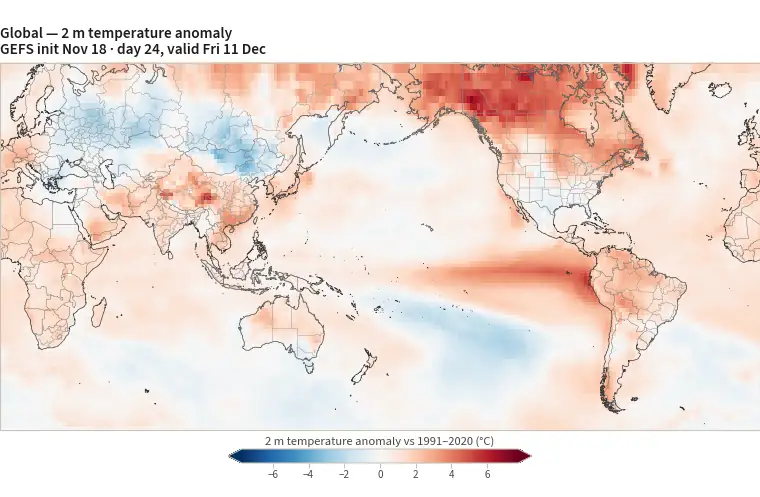 Global — 2 m temperature anomaly
GEFS init Nov 18 · day 24, valid Fri 11 Dec
2 m temperature anomaly vs 1991–2020 (°C)
−6 −4 −2 0 2 4 6